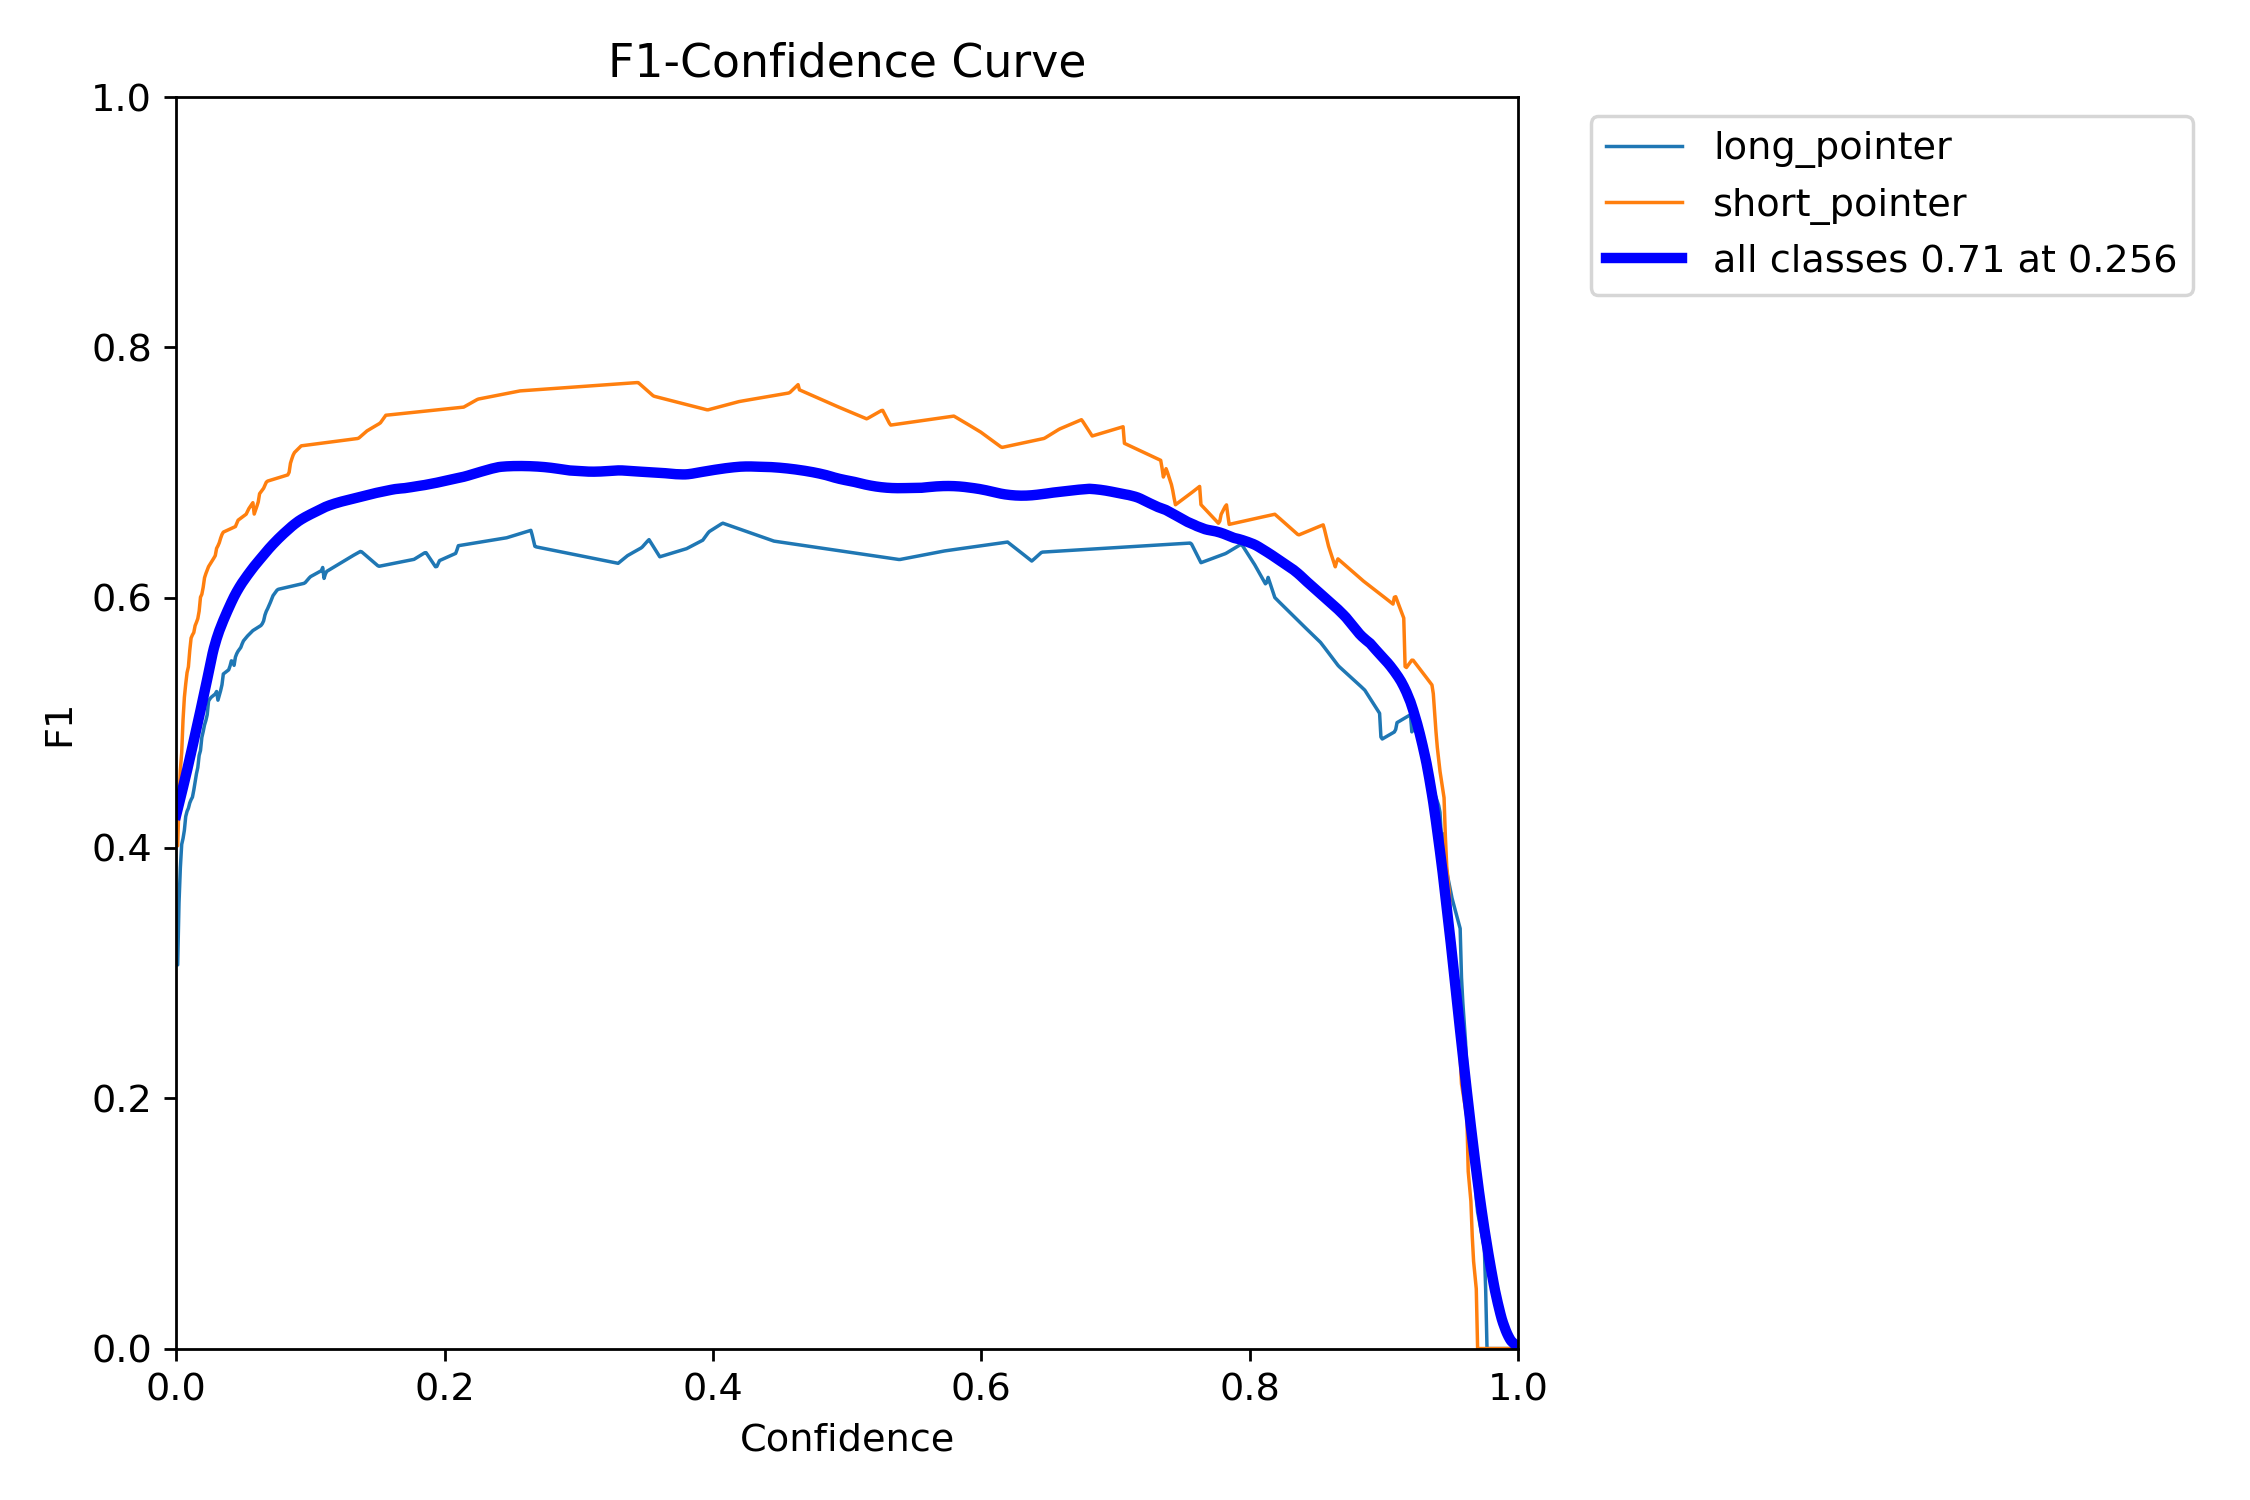 F1-Confidence Curve
long_pointer
short_pointer
all classes 0.71 at 0.256
1.0
0.8
0.6
0.4
0.2
0.0
F1
0.0 0.2 0.4 0.6 0.8 1.0
Confidence